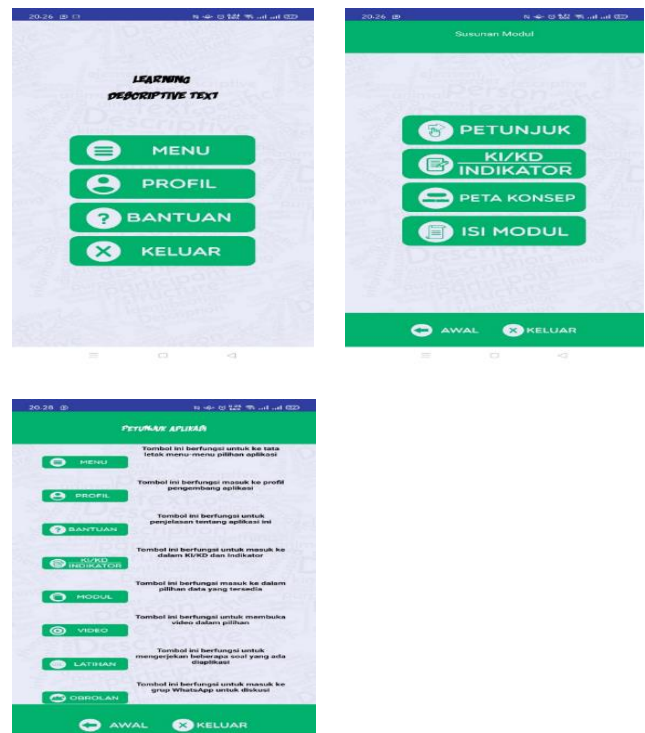 20.26
LEARNING
DESCRIPTIVE TEXT
MENU
PROFIL
BANTUAN
KELUAR
20.26
Susunan Modul
PETUNJUK
KI/KD
INDIKATOR
PETA KONSEP
ISI MODUL
AWAL
KELUAR
20.28
PETUNJUK APLIKASI
MENU
Tombol ini berfungsi untuk ke tata
letak menu-menu pilihan aplikasi
PROFIL
Tombol ini berfungsi masuk ke profil
pengembang aplikasi
BANTUAN
Tombol ini berfungsi untuk
penjelasan tentang aplikasi ini
KI/KD
INDIKATOR
Tombol ini berfungsi untuk masuk ke
dalam KI/KD dan Indikator
MODUL
Tombol ini berfungsi masuk ke dalam
pilihan data yang tersedia
VIDEO
Tombol ini berfungsi untuk membuka
video dalam pilihan
LATIHAN
Tombol ini berfungsi untuk
mengerjekan beberapa soal yang ada
diaplikasi
OBROLAN
Tombol ini berfungsi untuk masuk ke
grup WhatsApp untuk diskusi
AWAL
KELUAR